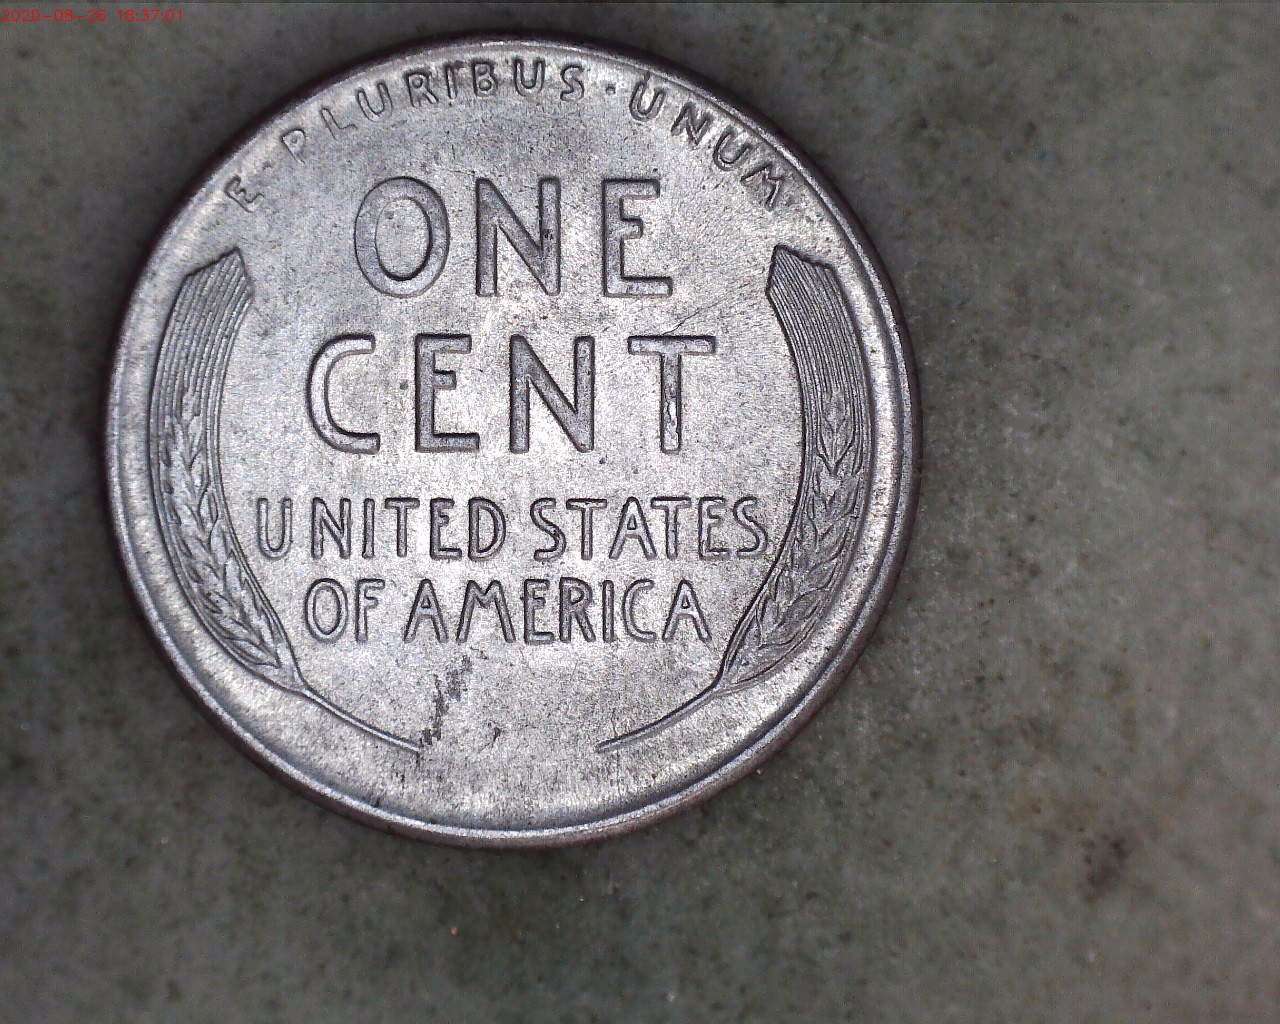 2020-08-26 18:37:01
E·PLURIBUS·UNUM
ONE
CENT
UNITED STATES
OF AMERICA